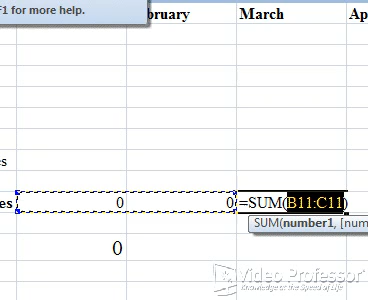 F1 for more help.
bruary March Ap
es
es 0 0 =SUM(B11:C11)
SUM(number1, [num
0
Video Professor
Knowledge or the Speed of Life